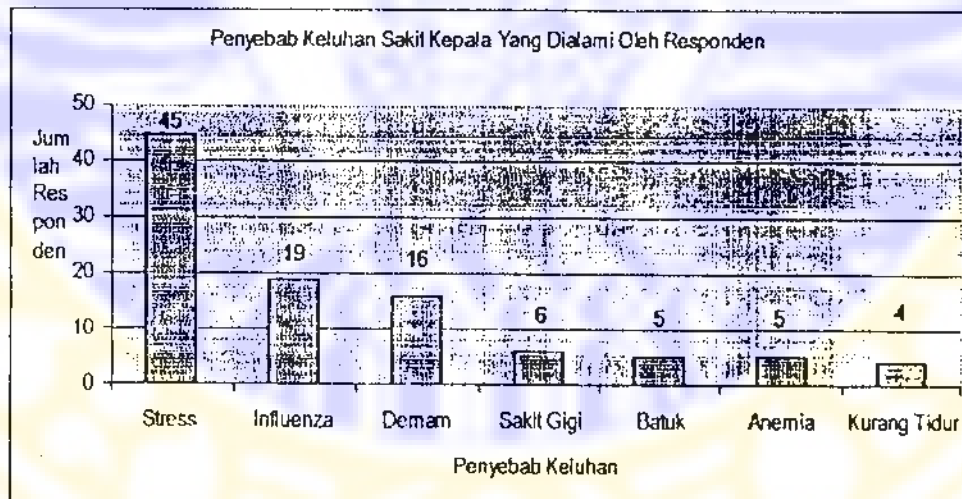 Penyebab Keluhan Sakit Kepala Yang Dialami Oleh Responden
Jum
lah
Res
pon
den
50
40
30
20
10
0
45
19
16
6
5
5
4
Stress
Influenza
Demam
Sakit Gigi
Batuk
Anemia
Kurang Tidur
Penyebab Keluhan